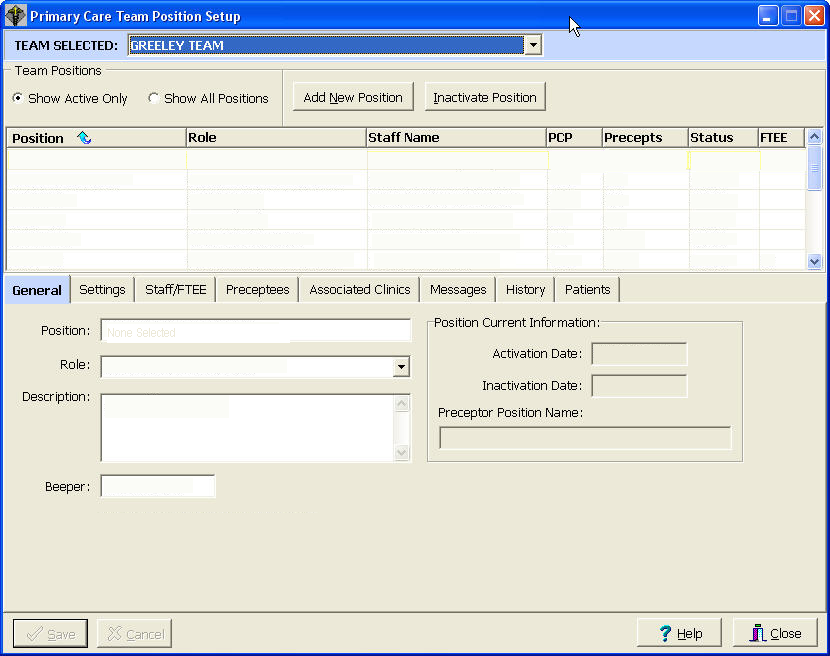 Primary Care Team Position Setup
TEAM SELECTED: GREELEY TEAM
Team Positions
Show Active Only Show All Positions Add New Position Inactivate Position
Position Role Staff Name PCP Precepts Status FTEE
General Settings Staff/FTEE Preceptees Associated Clinics Messages History Patients
Position: None Selected
Role:
Description:
Beeper:
Position Current Information:
Activation Date:
Inactivation Date:
Preceptor Position Name:
Save Cancel Help Close